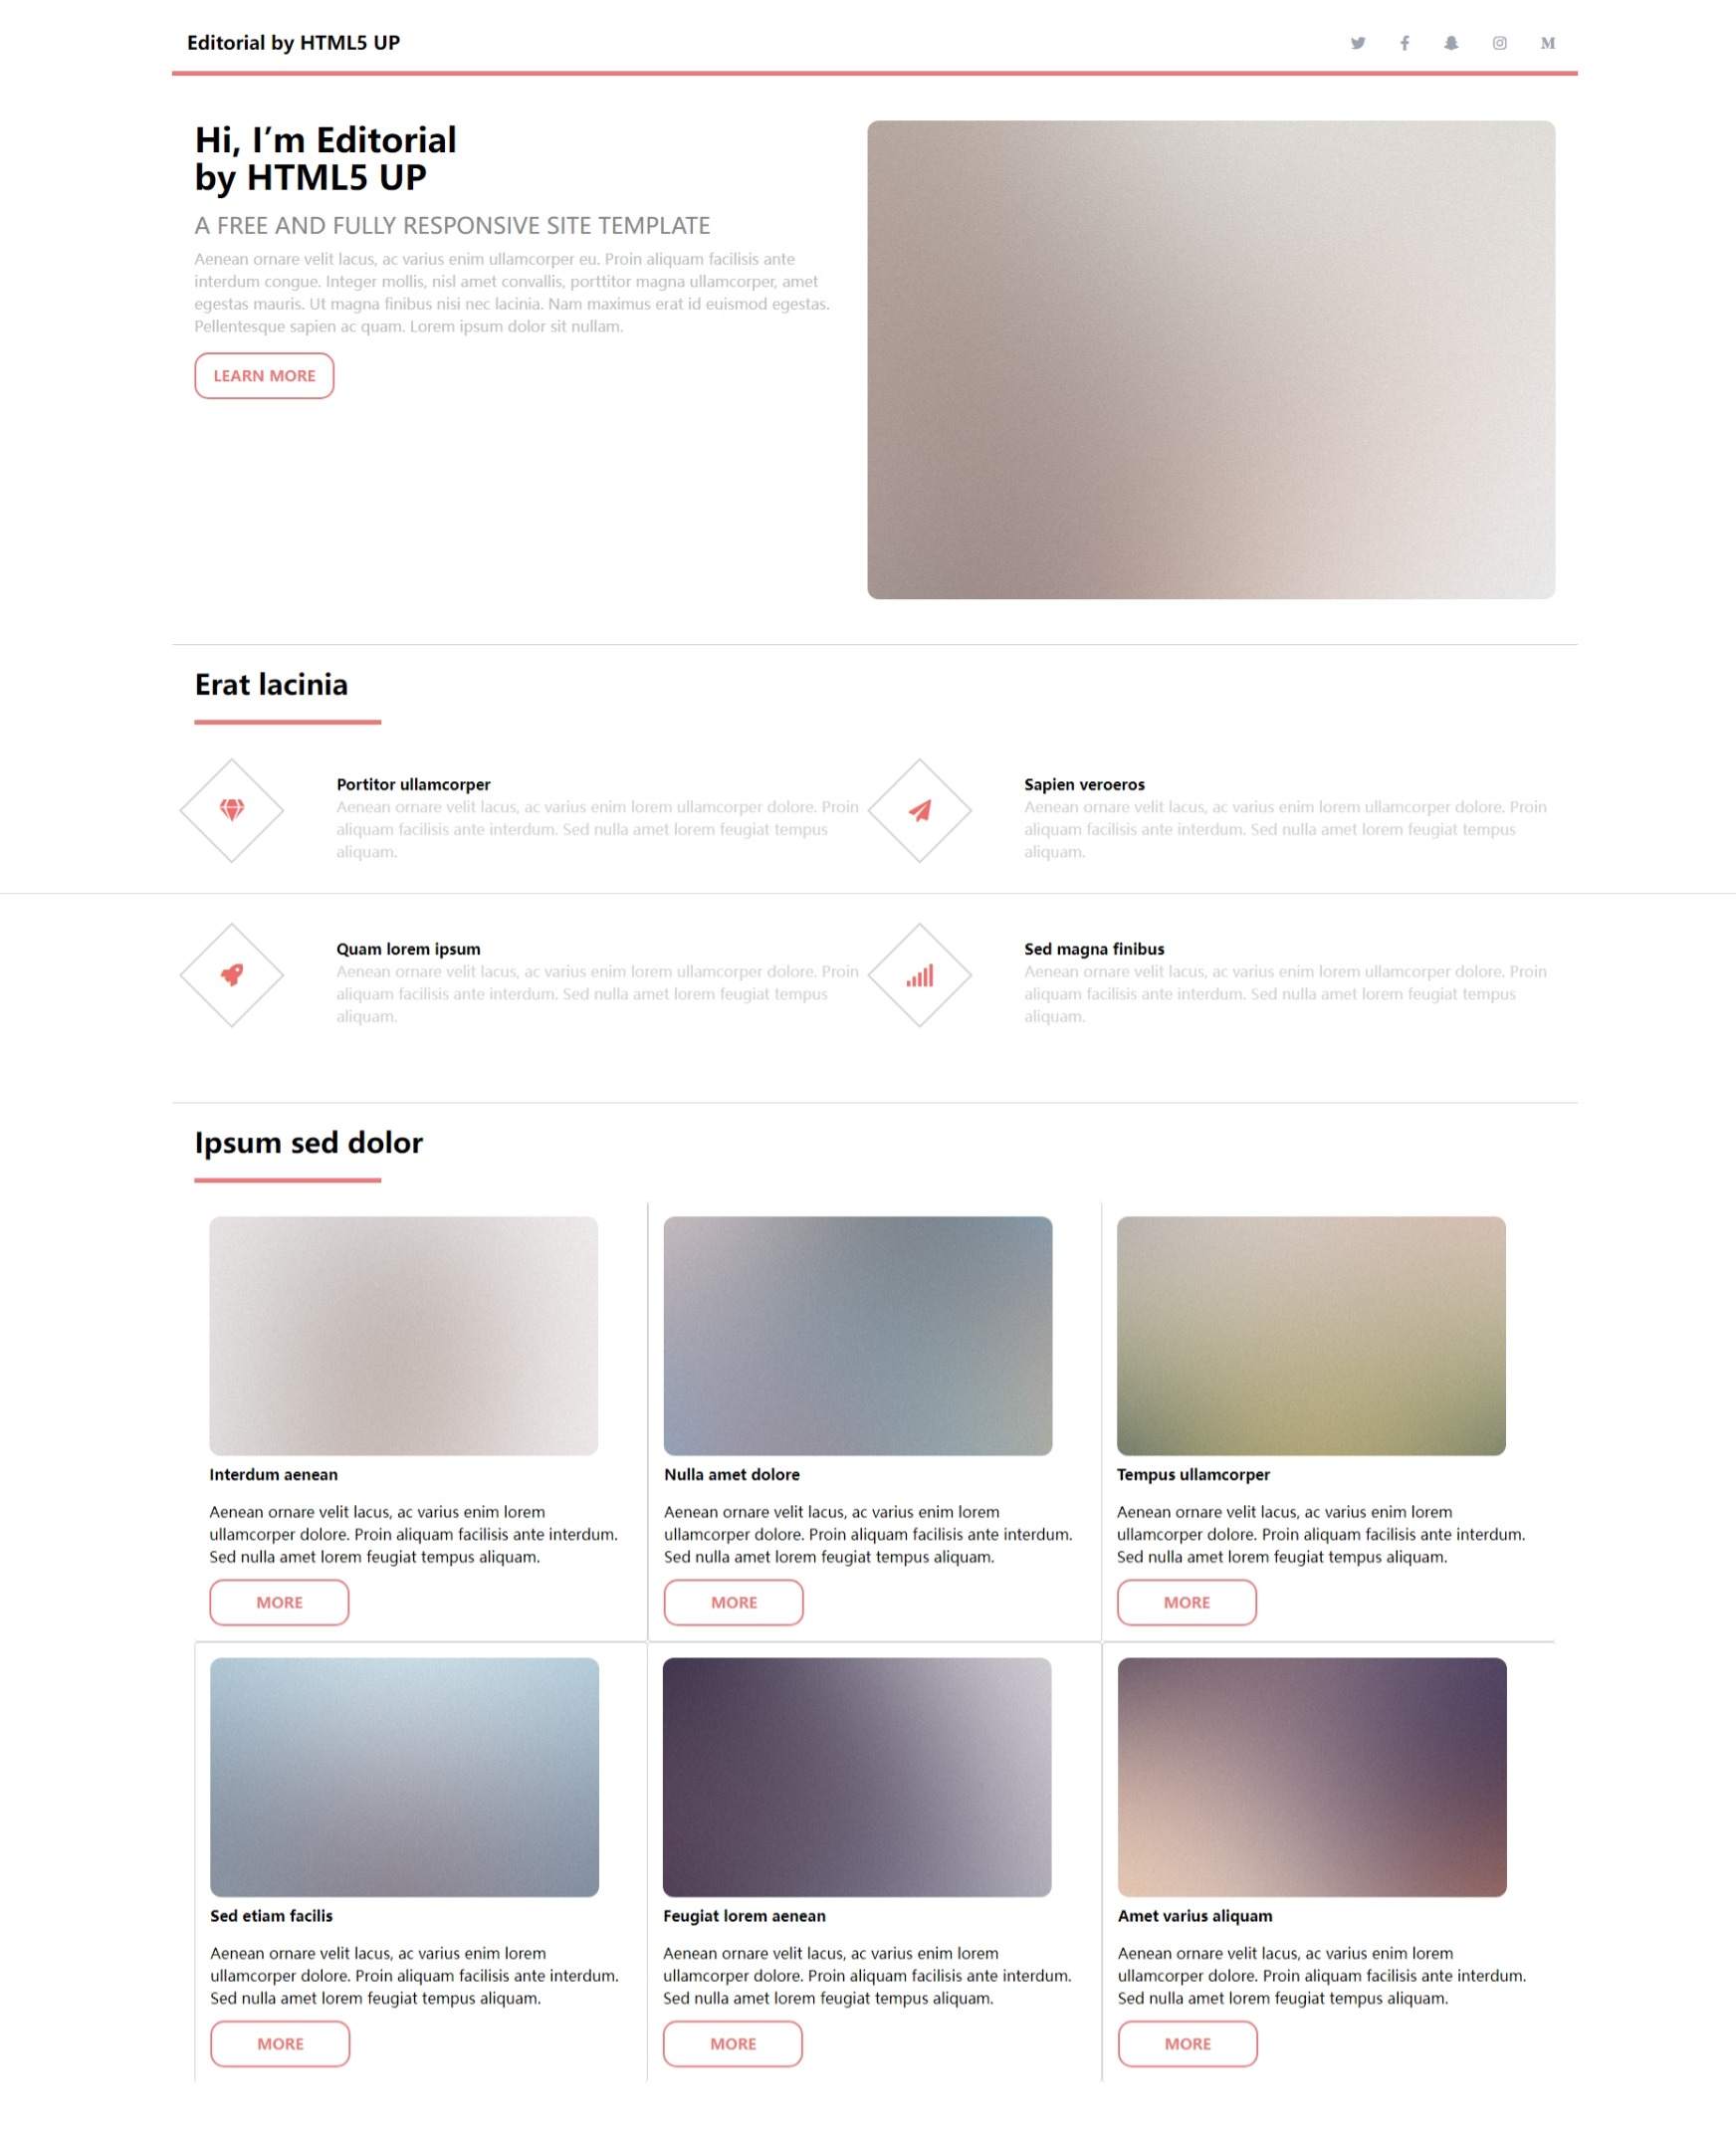 Editorial by HTML5 UP
Hi, I’m Editorial
by HTML5 UP
A FREE AND FULLY RESPONSIVE SITE TEMPLATE
Aenean ornare velit lacus, ac varius enim ullamcorper eu. Proin aliquam facilisis ante
interdum congue. Integer mollis, nisl amet convallis, porttitor magna ullamcorper, amet
egestas mauris. Ut magna finibus nisi nec lacinia. Nam maximus erat id euismod egestas.
Pellentesque sapien ac quam. Lorem ipsum dolor sit nullam.
LEARN MORE
Erat lacinia
Portitor ullamcorper
Aenean ornare velit lacus, ac varius enim lorem ullamcorper dolore. Proin
aliquam facilisis ante interdum. Sed nulla amet lorem feugiat tempus
aliquam.
Sapien veroeros
Aenean ornare velit lacus, ac varius enim lorem ullamcorper dolore. Proin
aliquam facilisis ante interdum. Sed nulla amet lorem feugiat tempus
aliquam.
Quam lorem ipsum
Aenean ornare velit lacus, ac varius enim lorem ullamcorper dolore. Proin
aliquam facilisis ante interdum. Sed nulla amet lorem feugiat tempus
aliquam.
Sed magna finibus
Aenean ornare velit lacus, ac varius enim lorem ullamcorper dolore. Proin
aliquam facilisis ante interdum. Sed nulla amet lorem feugiat tempus
aliquam.
Ipsum sed dolor
Interdum aenean
Aenean ornare velit lacus, ac varius enim lorem
ullamcorper dolore. Proin aliquam facilisis ante interdum.
Sed nulla amet lorem feugiat tempus aliquam.
MORE
Nulla amet dolore
Aenean ornare velit lacus, ac varius enim lorem
ullamcorper dolore. Proin aliquam facilisis ante interdum.
Sed nulla amet lorem feugiat tempus aliquam.
MORE
Tempus ullamcorper
Aenean ornare velit lacus, ac varius enim lorem
ullamcorper dolore. Proin aliquam facilisis ante interdum.
Sed nulla amet lorem feugiat tempus aliquam.
MORE
Sed etiam facilis
Aenean ornare velit lacus, ac varius enim lorem
ullamcorper dolore. Proin aliquam facilisis ante interdum.
Sed nulla amet lorem feugiat tempus aliquam.
MORE
Feugiat lorem aenean
Aenean ornare velit lacus, ac varius enim lorem
ullamcorper dolore. Proin aliquam facilisis ante interdum.
Sed nulla amet lorem feugiat tempus aliquam.
MORE
Amet varius aliquam
Aenean ornare velit lacus, ac varius enim lorem
ullamcorper dolore. Proin aliquam facilisis ante interdum.
Sed nulla amet lorem feugiat tempus aliquam.
MORE